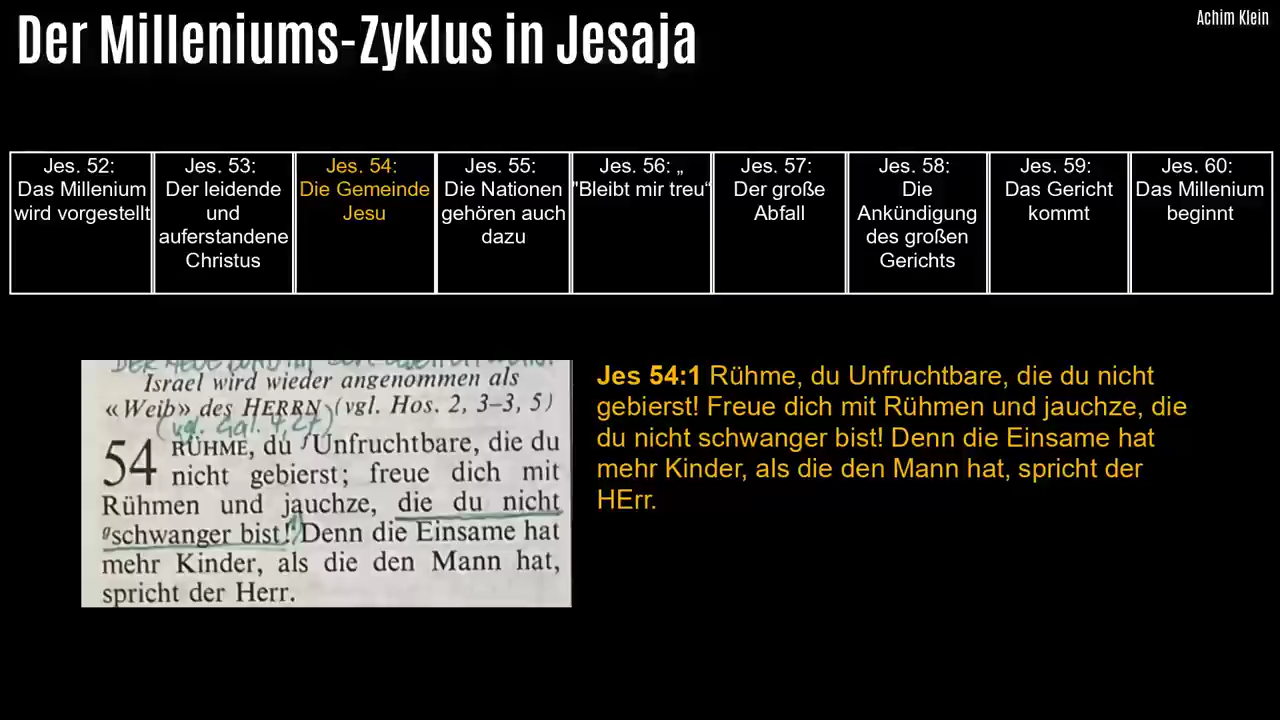 Der Milleniums-Zyklus in Jesaja
Achim Klein
Jes. 52:
Das Millenium
wird vorgestellt
Jes. 53:
Der leidende
und
auferstandene
Christus
Jes. 54:
Die Gemeinde
Jesu
Jes. 55:
Die Nationen
gehören auch
dazu
Jes. 56: „
"Bleibt mir treu“
Jes. 57:
Der große
Abfall
Jes. 58:
Die
Ankündigung
des großen
Gerichts
Jes. 59:
Das Gericht
kommt
Jes. 60:
Das Millenium
beginnt
Israel wird wieder angenommen als
«Weib» des HERRN (vgl. Hos. 2, 3–3, 5)
(vgl. Gal. 4,27)
54 RÜHME, du Unfruchtbare, die du
nicht gebierst; freue dich mit
Rühmen und jauchze, die du nicht
gschwanger bist! Denn die Einsame hat
mehr Kinder, als die den Mann hat,
spricht der Herr.
Jes 54:1 Rühme, du Unfruchtbare, die du nicht
gebierst! Freue dich mit Rühmen und jauchze, die
du nicht schwanger bist! Denn die Einsame hat
mehr Kinder, als die den Mann hat, spricht der
HErr.